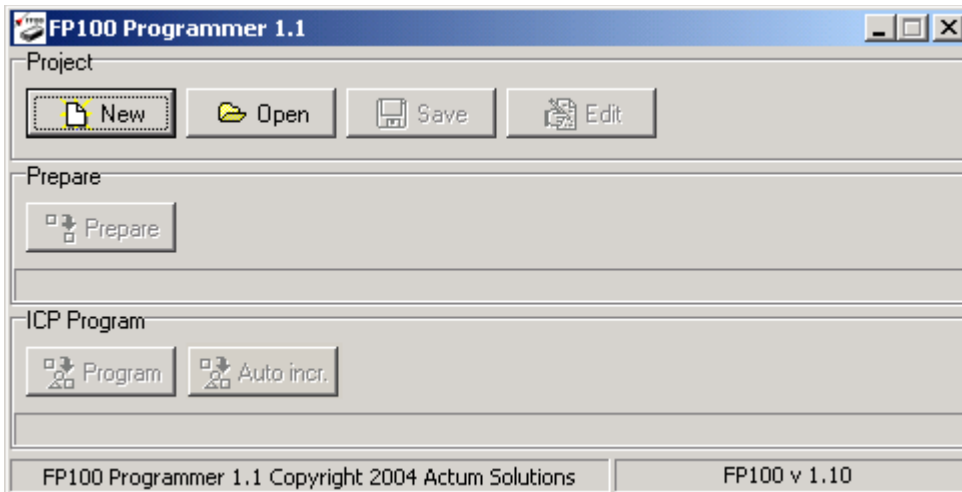 FP100 Programmer 1.1
Project
New Open Save Edit
Prepare
Prepare
ICP Program
Program Auto incr.
FP100 Programmer 1.1 Copyright 2004 Actum Solutions FP100 v 1.10